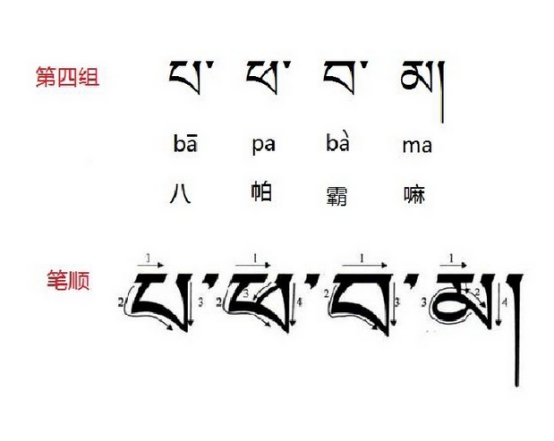 第四组 པ་ ཕ་ བ་ མ།
bā pa bà ma
八 帕 霸 嘛
1 1 1 1
笔顺 པ་ ཕ་ བ་ མ།
2 3 2 3 4 2 3 3 2 4